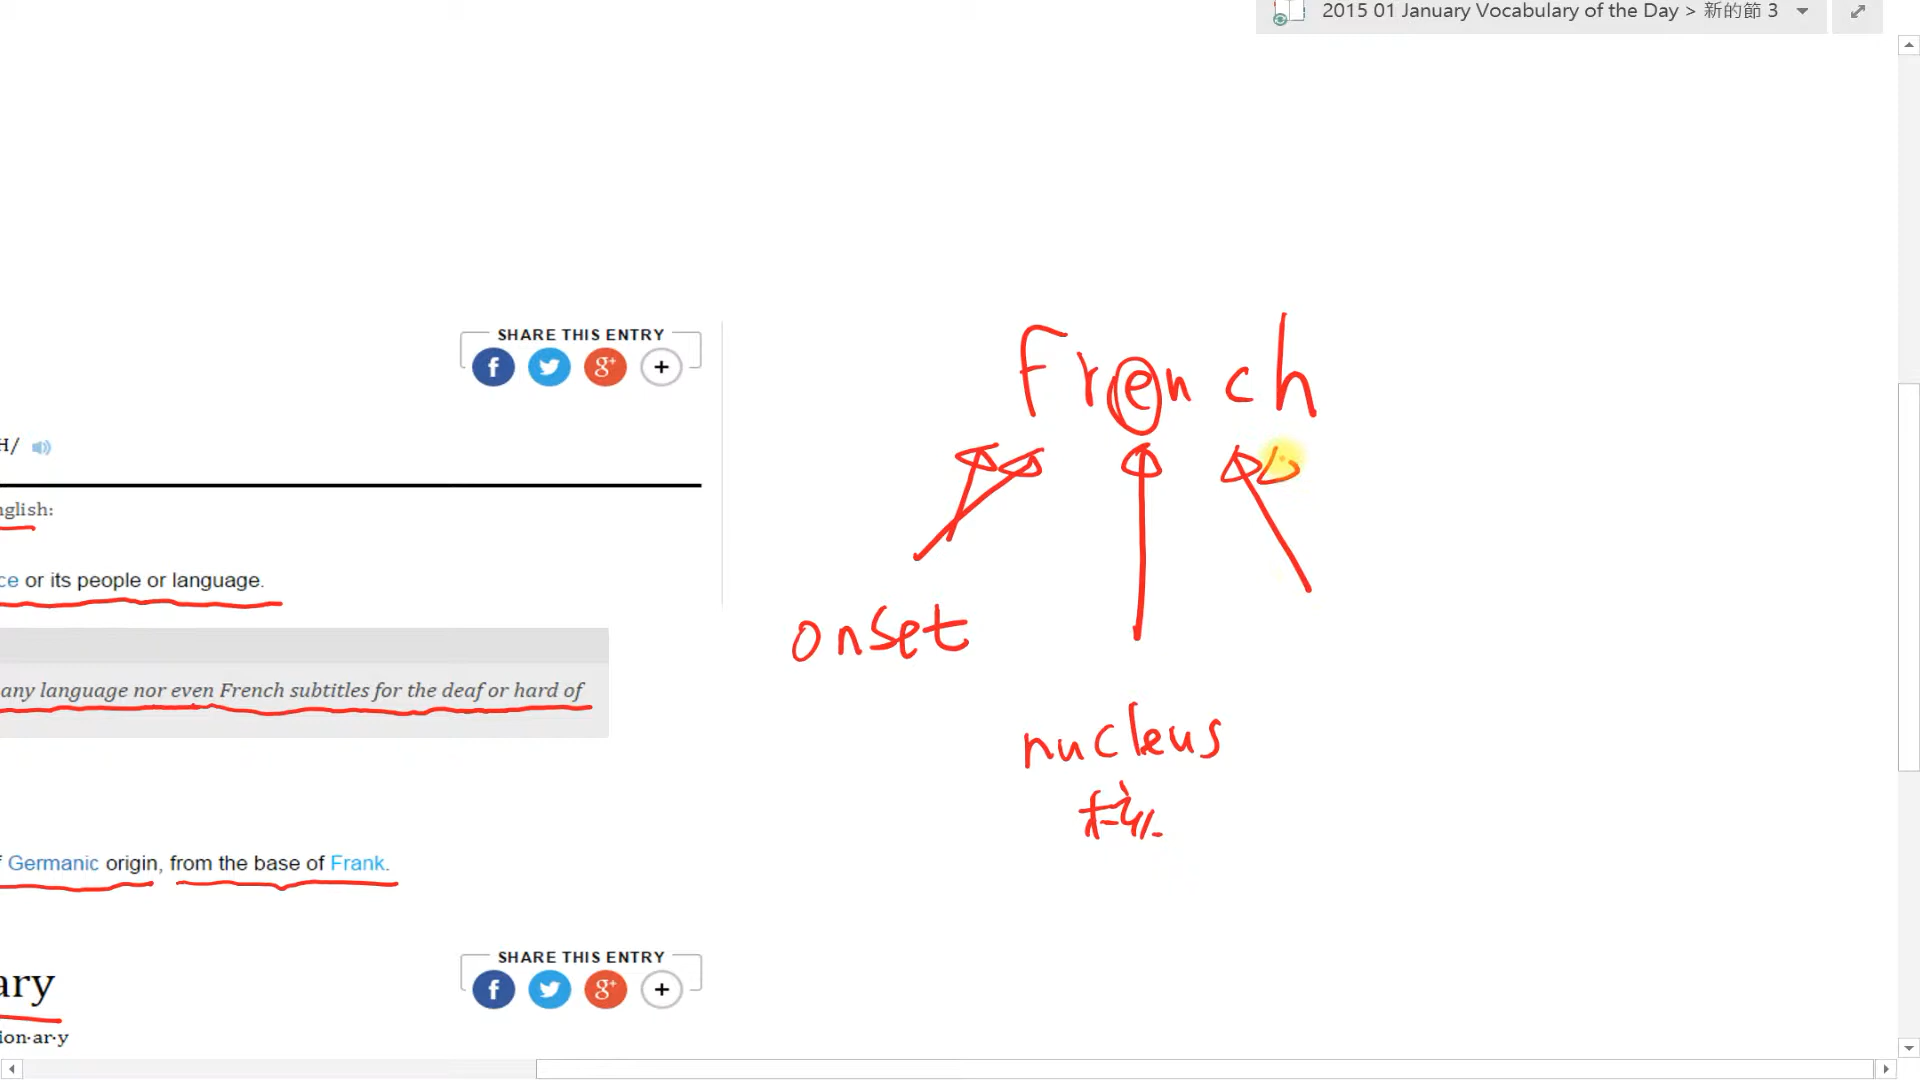 2015 01 January Vocabulary of the Day > 新的節 3
SHARE THIS ENTRY
French
H/
nglish:
ce or its people or language.
onset
any language nor even French subtitles for the deaf or hard of
nucleus
f Germanic origin, from the base of Frank.
SHARE THIS ENTRY
ary
ion·ar·y